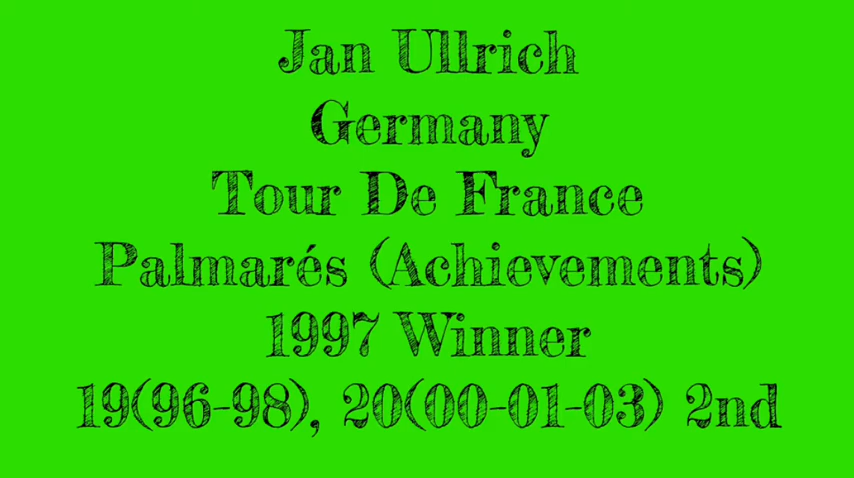 Jan Ullrich
Germany
Tour De France
Palmarés (Achievements)
1997 Winner
19(96-98), 20(00-01-03) 2nd